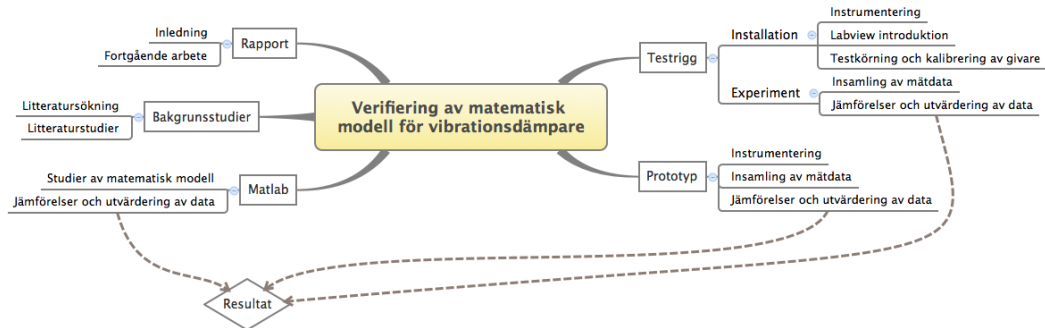 Verifiering av matematisk
modell för vibrationsdämpare
Rapport
Inledning
Fortgående arbete
Bakgrunsstudier
Litteratursökning
Litteraturstudier
Matlab
Studier av matematisk modell
Jämförelser och utvärdering av data
Testrigg
Installation
Instrumentering
Labview introduktion
Testkörning och kalibrering av givare
Experiment
Insamling av mätdata
Jämförelser och utvärdering av data
Prototyp
Instrumentering
Insamling av mätdata
Jämförelser och utvärdering av data
Resultat